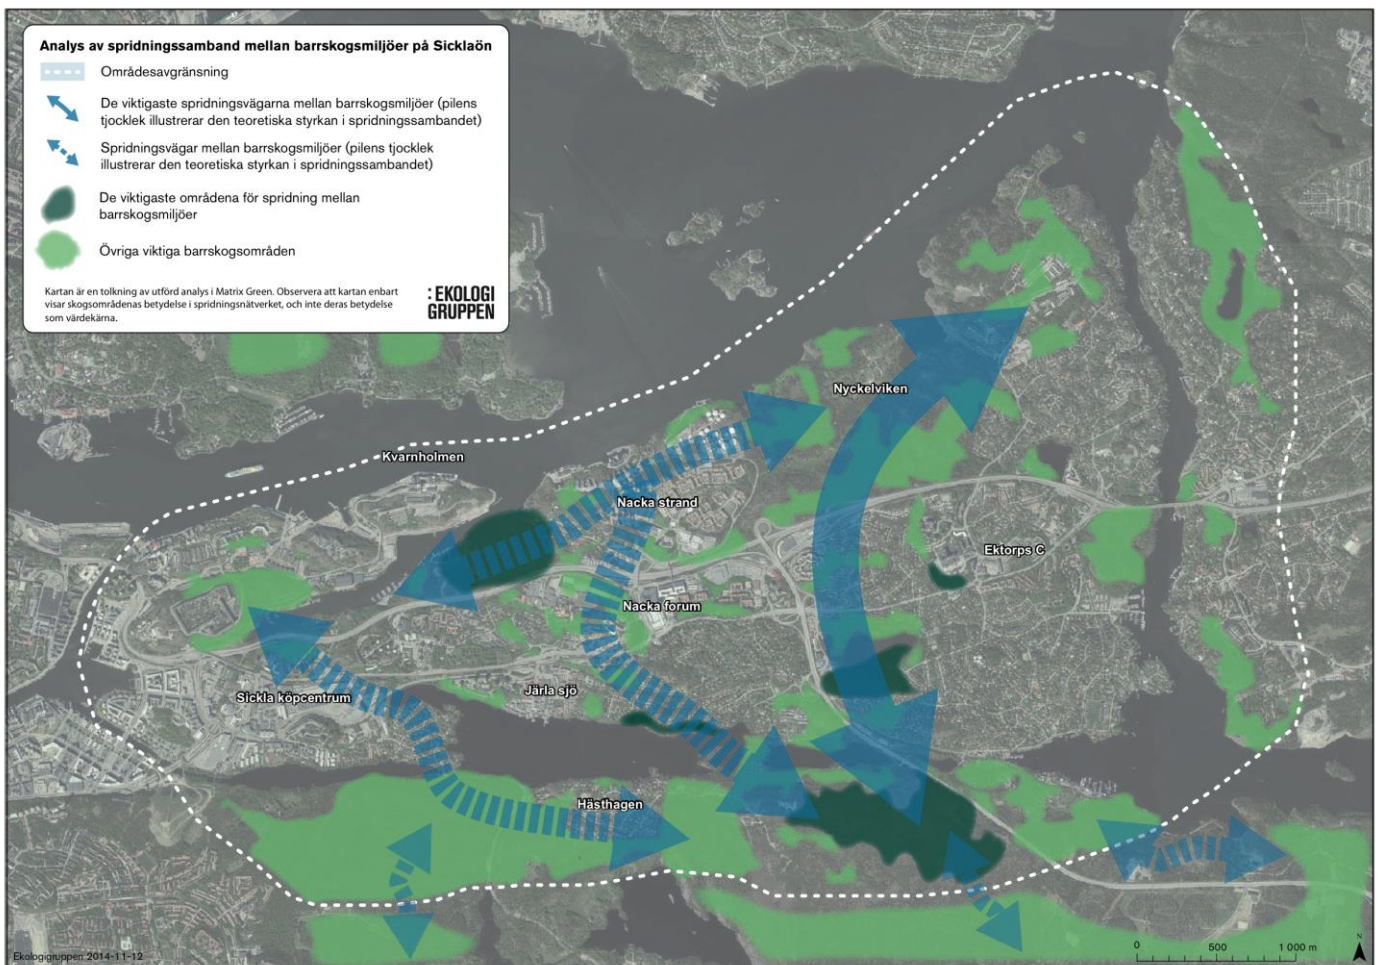 Analys av spridningssamband mellan barrskogsmiljöer på Sicklaön
Områdesavgränsning
De viktigaste spridningsvägarna mellan barrskogsmiljöer (pilens
tjocklek illustrerar den teoretiska styrkan i spridningssambandet)
Spridningsvägar mellan barrskogsmiljöer (pilens tjocklek
illustrerar den teoretiska styrkan i spridningssambandet)
De viktigaste områdena för spridning mellan
barrskogsmiljöer
Övriga viktiga barrskogsområden
Kartan är en tolkning av utförd analys i Matrix Green. Observera att kartan enbart
visar skogsområdenas betydelse i spridningsnätverket, och inte deras betydelse
som värdekärna.
:EKOLOGI
GRUPPEN
Nyckelviken
Kvarnholmen
Nacka strand
Ektorps C
Nacka forum
Järla sjö
Sickla köpcentrum
Hästhagen
N
0 500 1 000 m
Ekologigruppen 2014-11-12